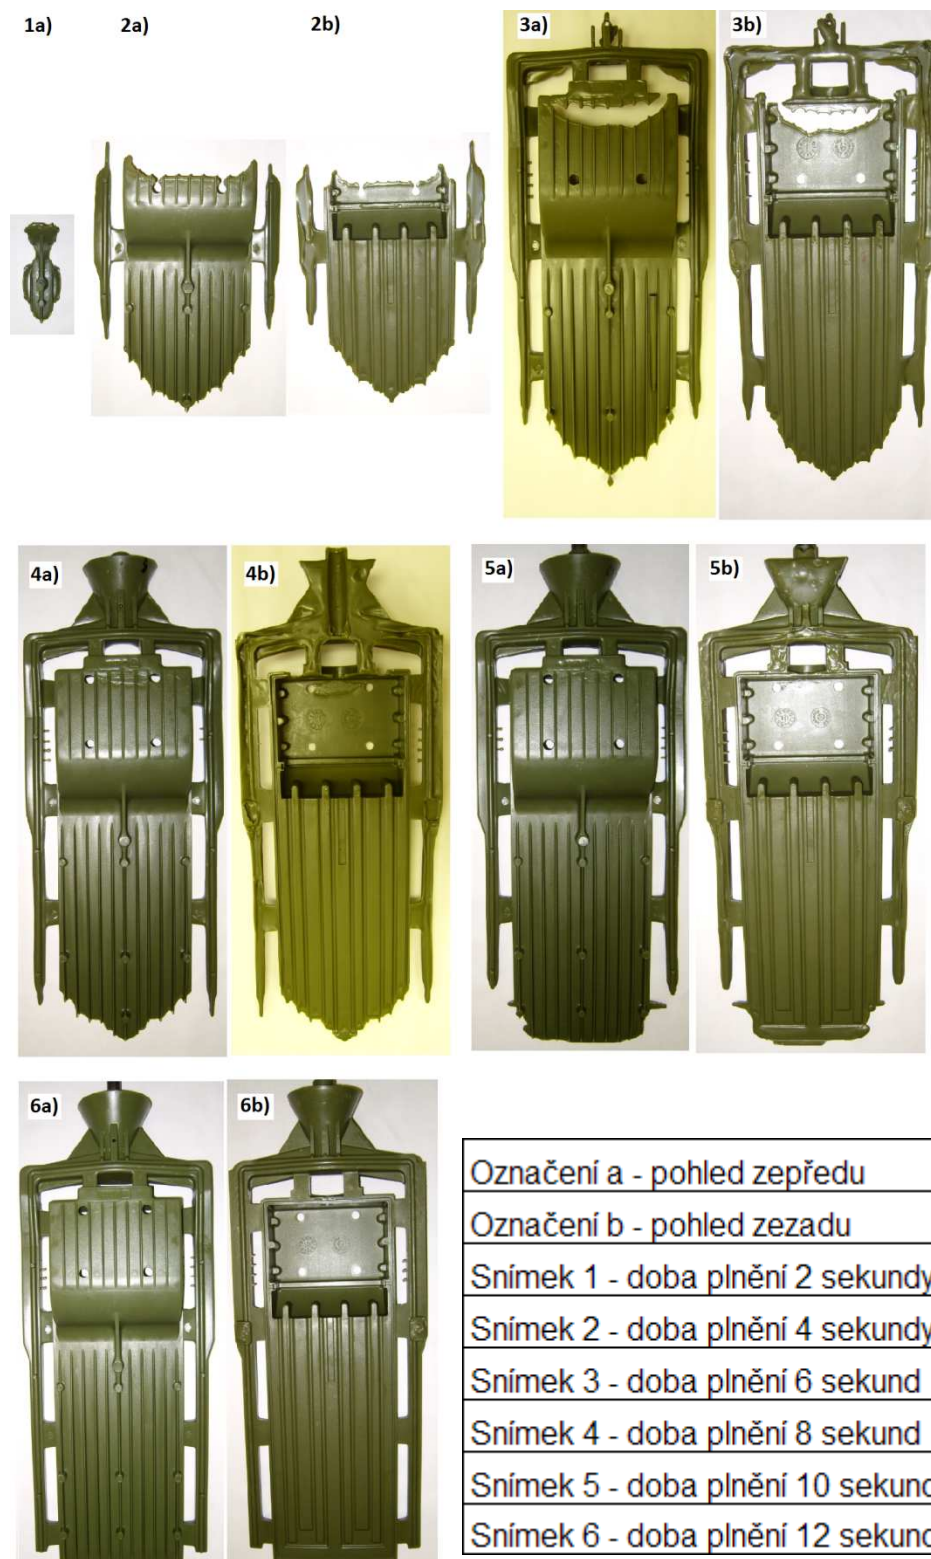 1a) 2a) 2b) 3a) 3b)
4a) 4b) 5a) 5b)
6a) 6b)
Označení a - pohled zepředu
Označení b - pohled zezadu
Snímek 1 - doba plnění 2 sekundy
Snímek 2 - doba plnění 4 sekundy
Snímek 3 - doba plnění 6 sekund
Snímek 4 - doba plnění 8 sekund
Snímek 5 - doba plnění 10 sekund
Snímek 6 - doba plnění 12 sekund